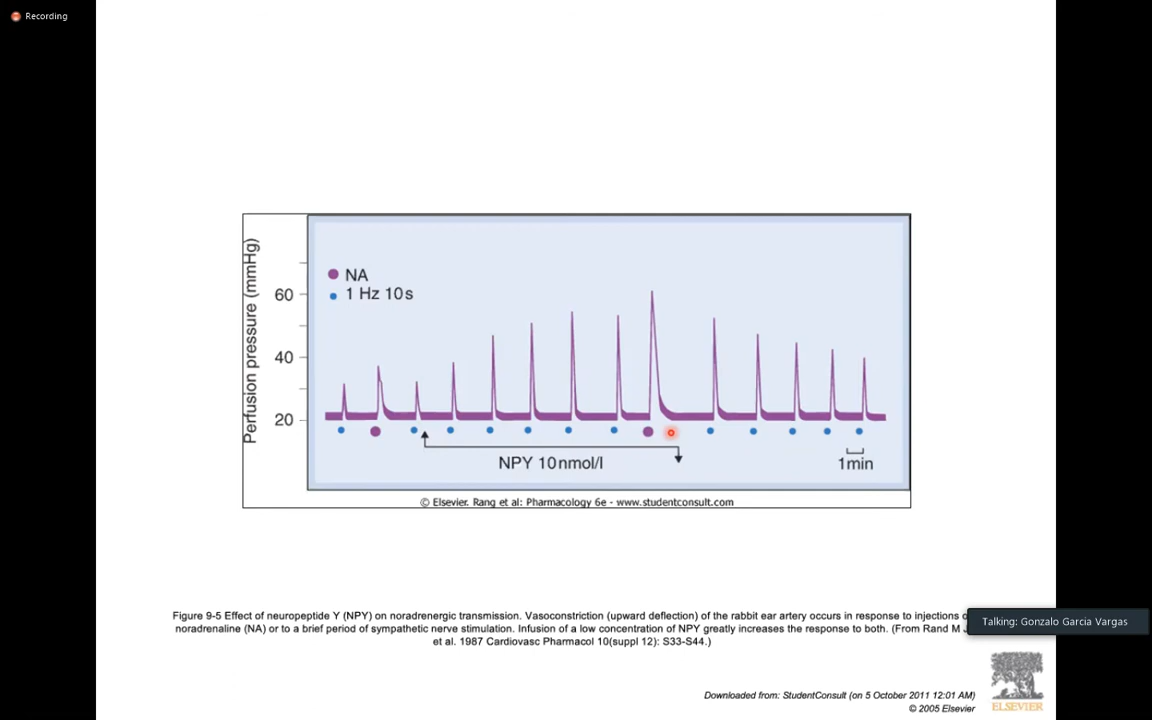 Recording
Perfusion pressure (mmHg)
NA
1 Hz 10s
60
40
20
NPY 10nmol/l
1min
© Elsevier. Rang et al: Pharmacology 6e - www.studentconsult.com
Figure 9-5 Effect of neuropeptide Y (NPY) on noradrenergic transmission. Vasoconstriction (upward deflection) of the rabbit ear artery occurs in response to injections
noradrenaline (NA) or to a brief period of sympathetic nerve stimulation. Infusion of a low concentration of NPY greatly increases the response to both. (From Rand M
et al. 1987 Cardiovasc Pharmacol 10(suppl 12): S33-S44.)
Talking: Gonzalo Garcia Vargas
Downloaded from: StudentConsult (on 5 October 2011 12:01 AM)
© 2005 Elsevier
ELSEVIER